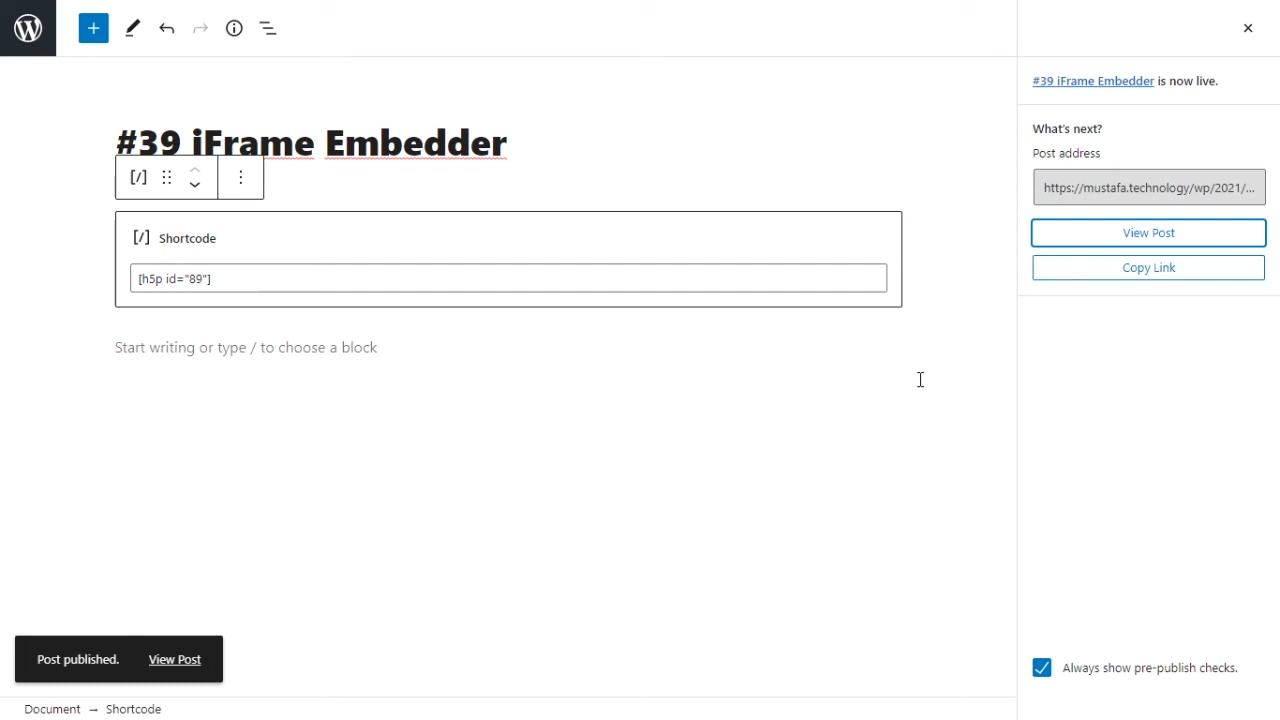 #39 iFrame Embedder
[/] Shortcode
[h5p id="89"]
Start writing or type / to choose a block
#39 iFrame Embedder is now live.
What's next?
Post address
https://mustafa.technology/wp/2021/...
View Post
Copy Link
Always show pre-publish checks.
Post published. View Post
Document → Shortcode